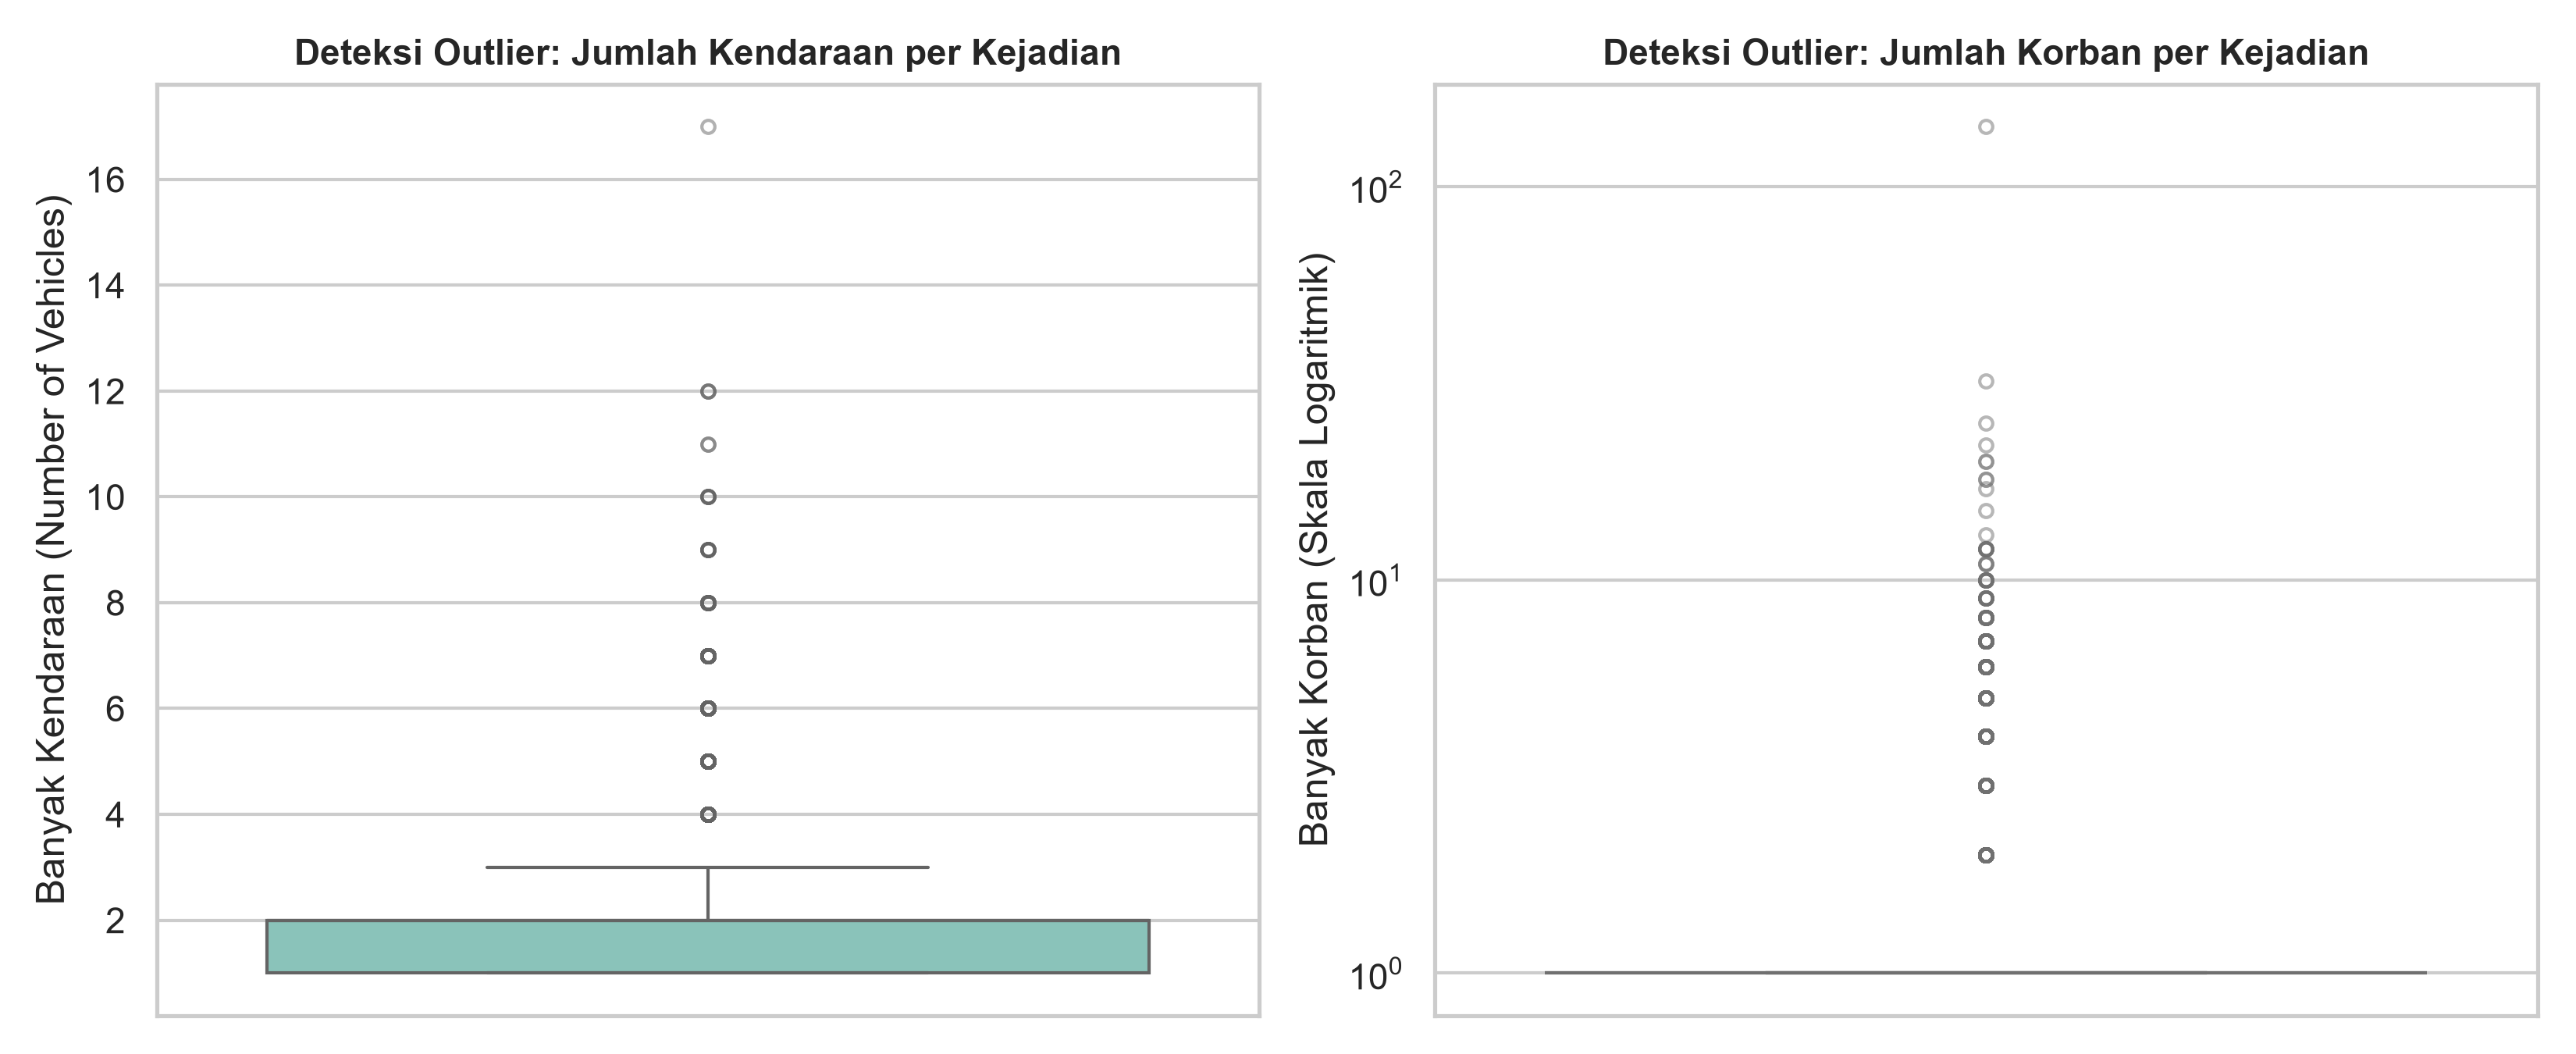 Deteksi Outlier: Jumlah Kendaraan per Kejadian
Banyak Kendaraan (Number of Vehicles)
16
14
12
10
8
6
4
2
Deteksi Outlier: Jumlah Korban per Kejadian
Banyak Korban (Skala Logaritmik)
10²
10¹
10⁰